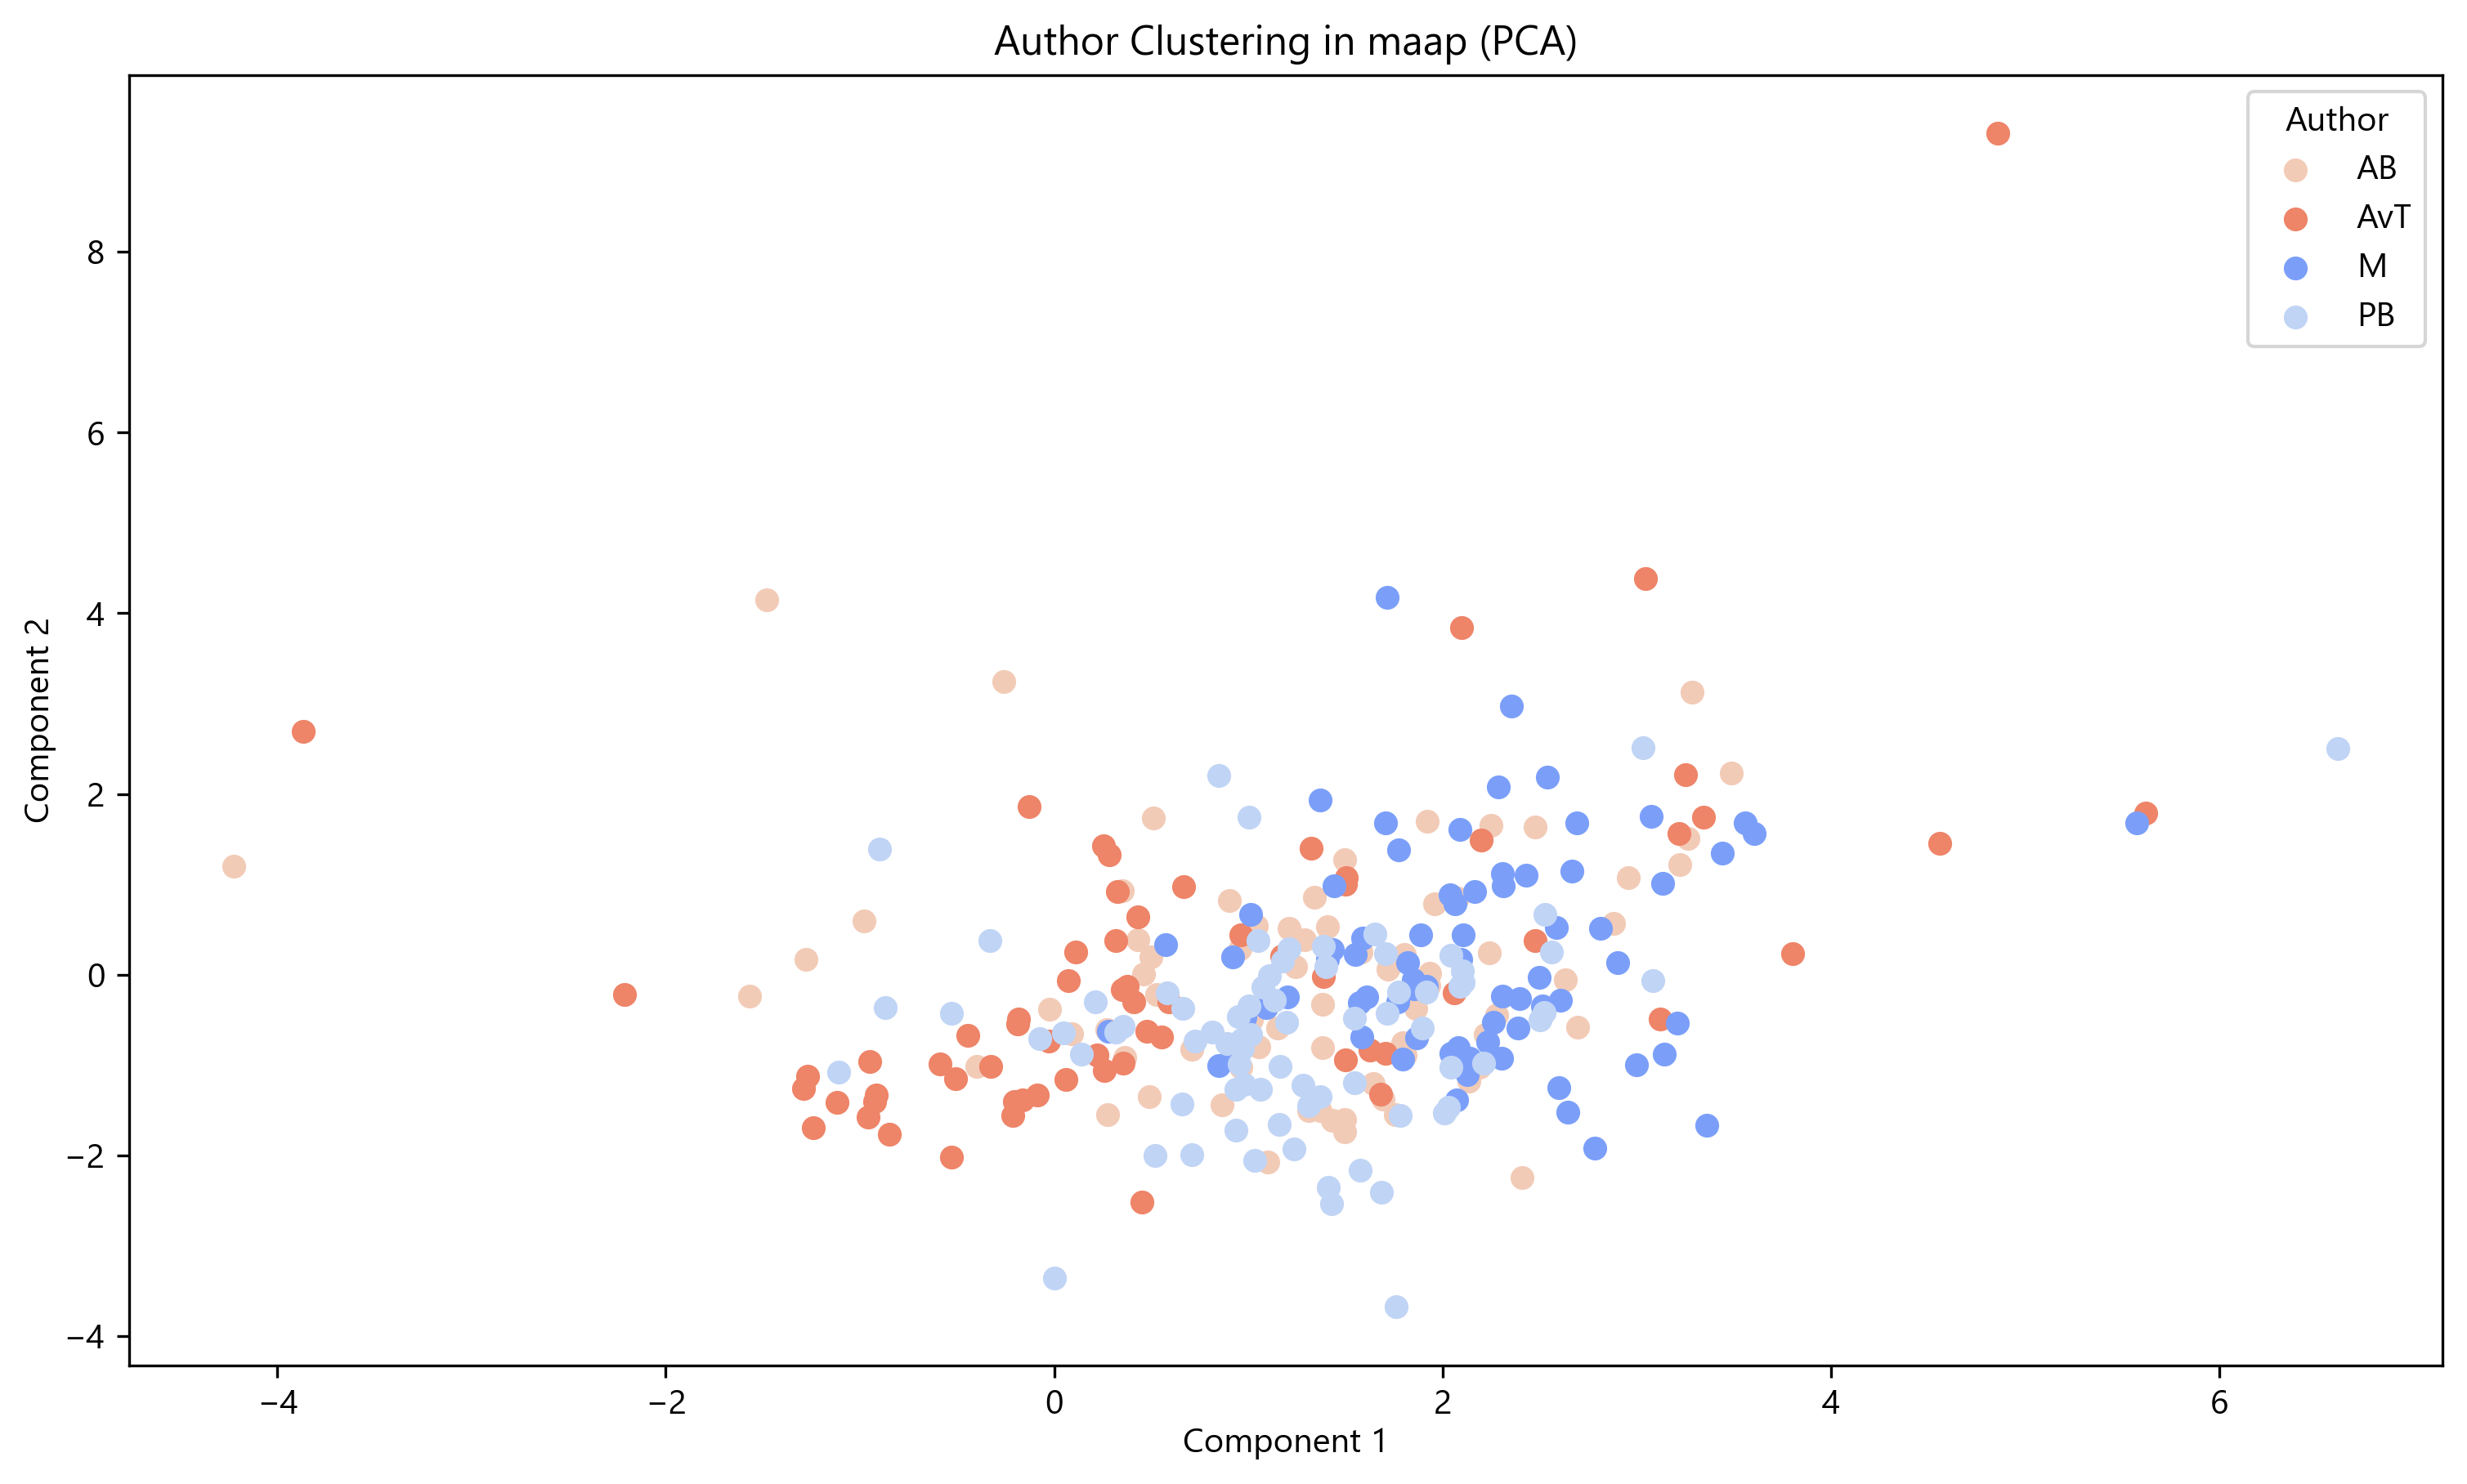 Author Clustering in maap (PCA)
Author
AB
AvT
M
PB
Component 2
8
6
4
2
0
−2
−4
−4
−2
0
2
4
6
Component 1